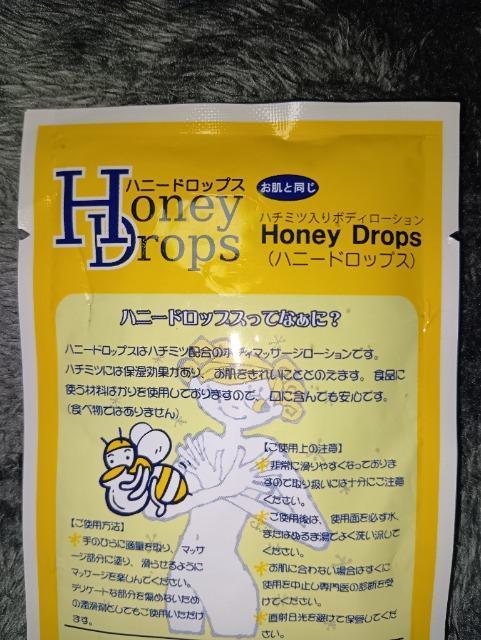 ハニードロップス
Honey
Drops
お肌と同じ
ハチミツ入りボディローション
Honey Drops
(ハニードロップス)
ハニードロップスってなぁに?
ハニードロップスはハチミツ配合のボディマッサージローションです。
ハチミツには保湿効果があり、お肌をきれいにととのえます。食品に
使う材料ばかりを使用しておりますので、口に含んでも安心です。
(食べ物ではありません)
【ご使用方法】
手のひらに適量を取り、マッサ
ージ部分に塗り、滑らせるように
マッサージを楽しんでください。
デリケートな部分を傷めないため
の潤滑剤としてもご使用いただけ
ます。
【ご使用上の注意】
非常に滑りやすくなっておりま
すので取り扱いには十分にご注意
ください。
ご使用後は、使用面を必ず水、
またはぬるま湯でよく洗い流して
ください。
お肌に合わない場合はすぐに
使用を中止し専門医の診断を受
けてください。
直射日光を避けて保管してくだ
さい。